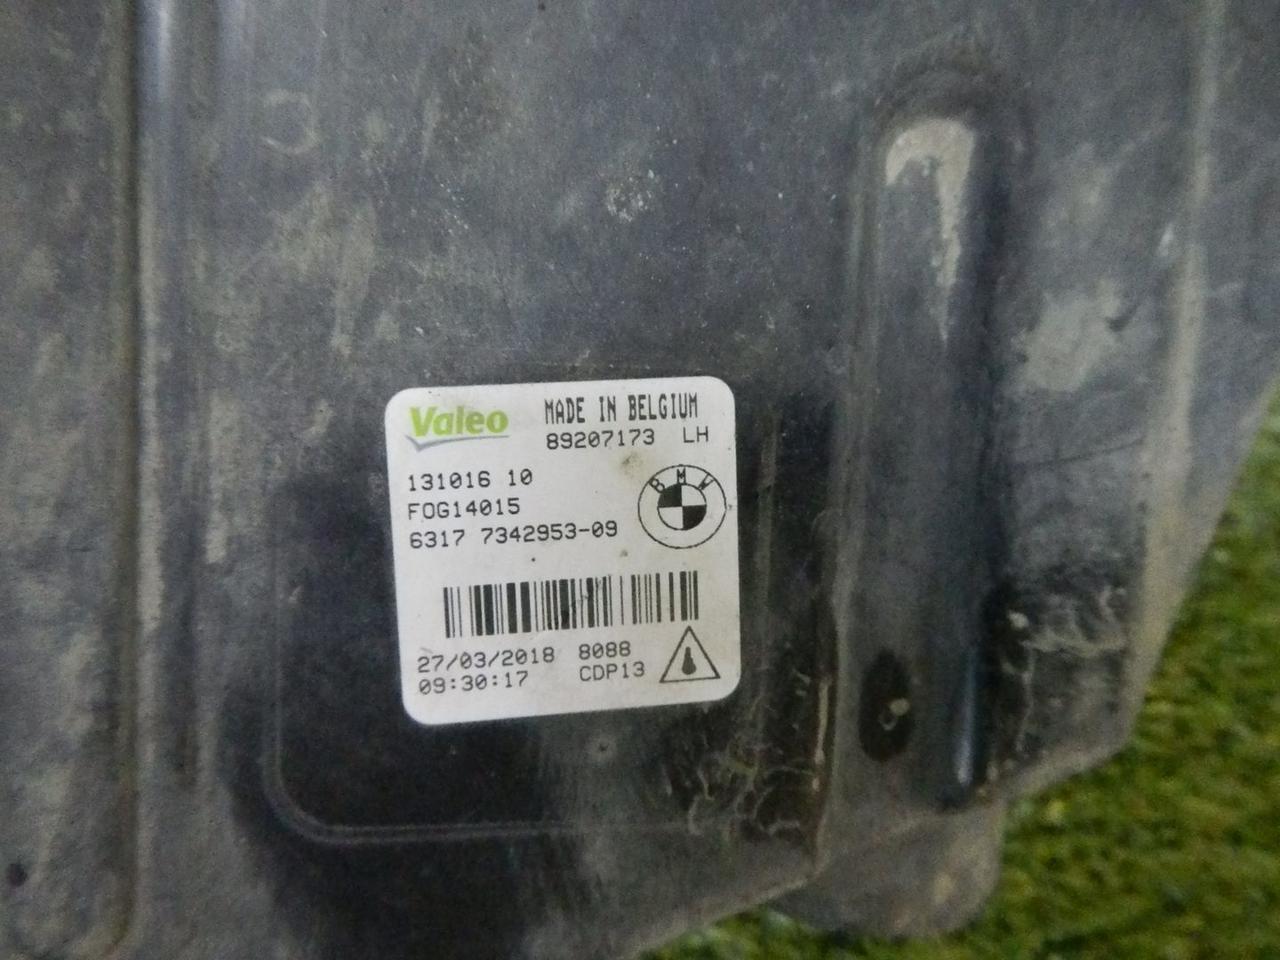 Valeo MADE IN BELGIUM
89207173 LH
131016 10
FOG14015
6317 7342953-09
BMW
27/03/2018 8088
09:30:17 CDP13